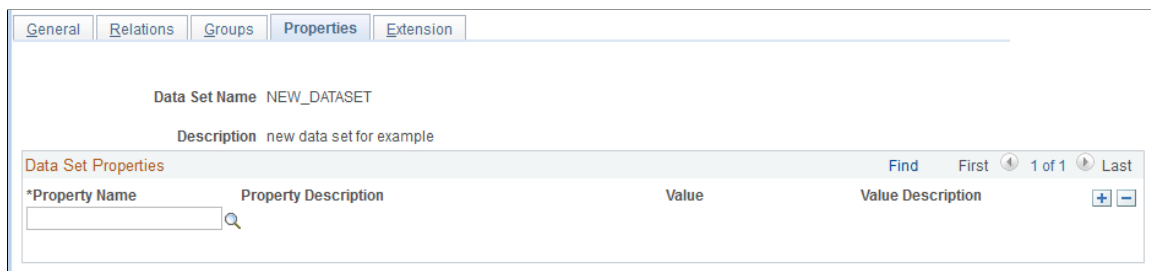 General Relations Groups Properties Extension
Data Set Name NEW_DATASET
Description new data set for example
Data Set Properties Find First 1 of 1 Last
*Property Name Property Description Value Value Description